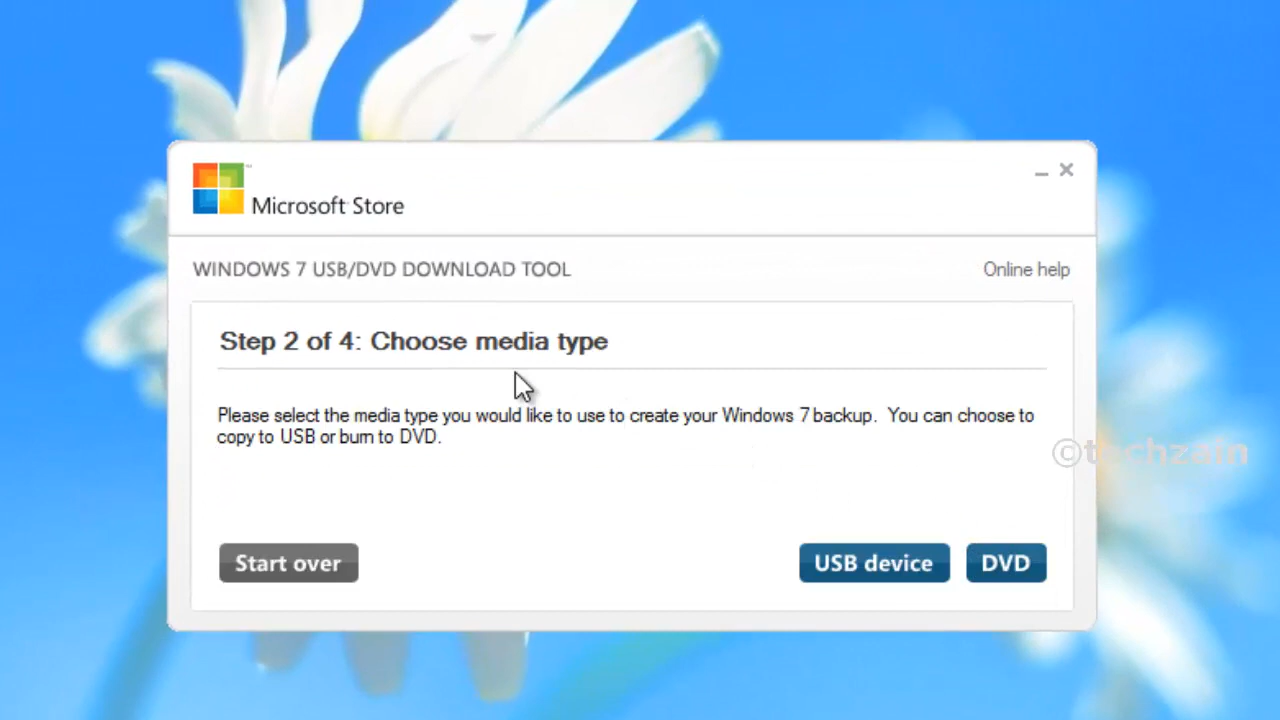 Microsoft Store
WINDOWS 7 USB/DVD DOWNLOAD TOOL
Online help
Step 2 of 4: Choose media type
Please select the media type you would like to use to create your Windows 7 backup. You can choose to
copy to USB or burn to DVD.
©techzain
Start over
USB device
DVD